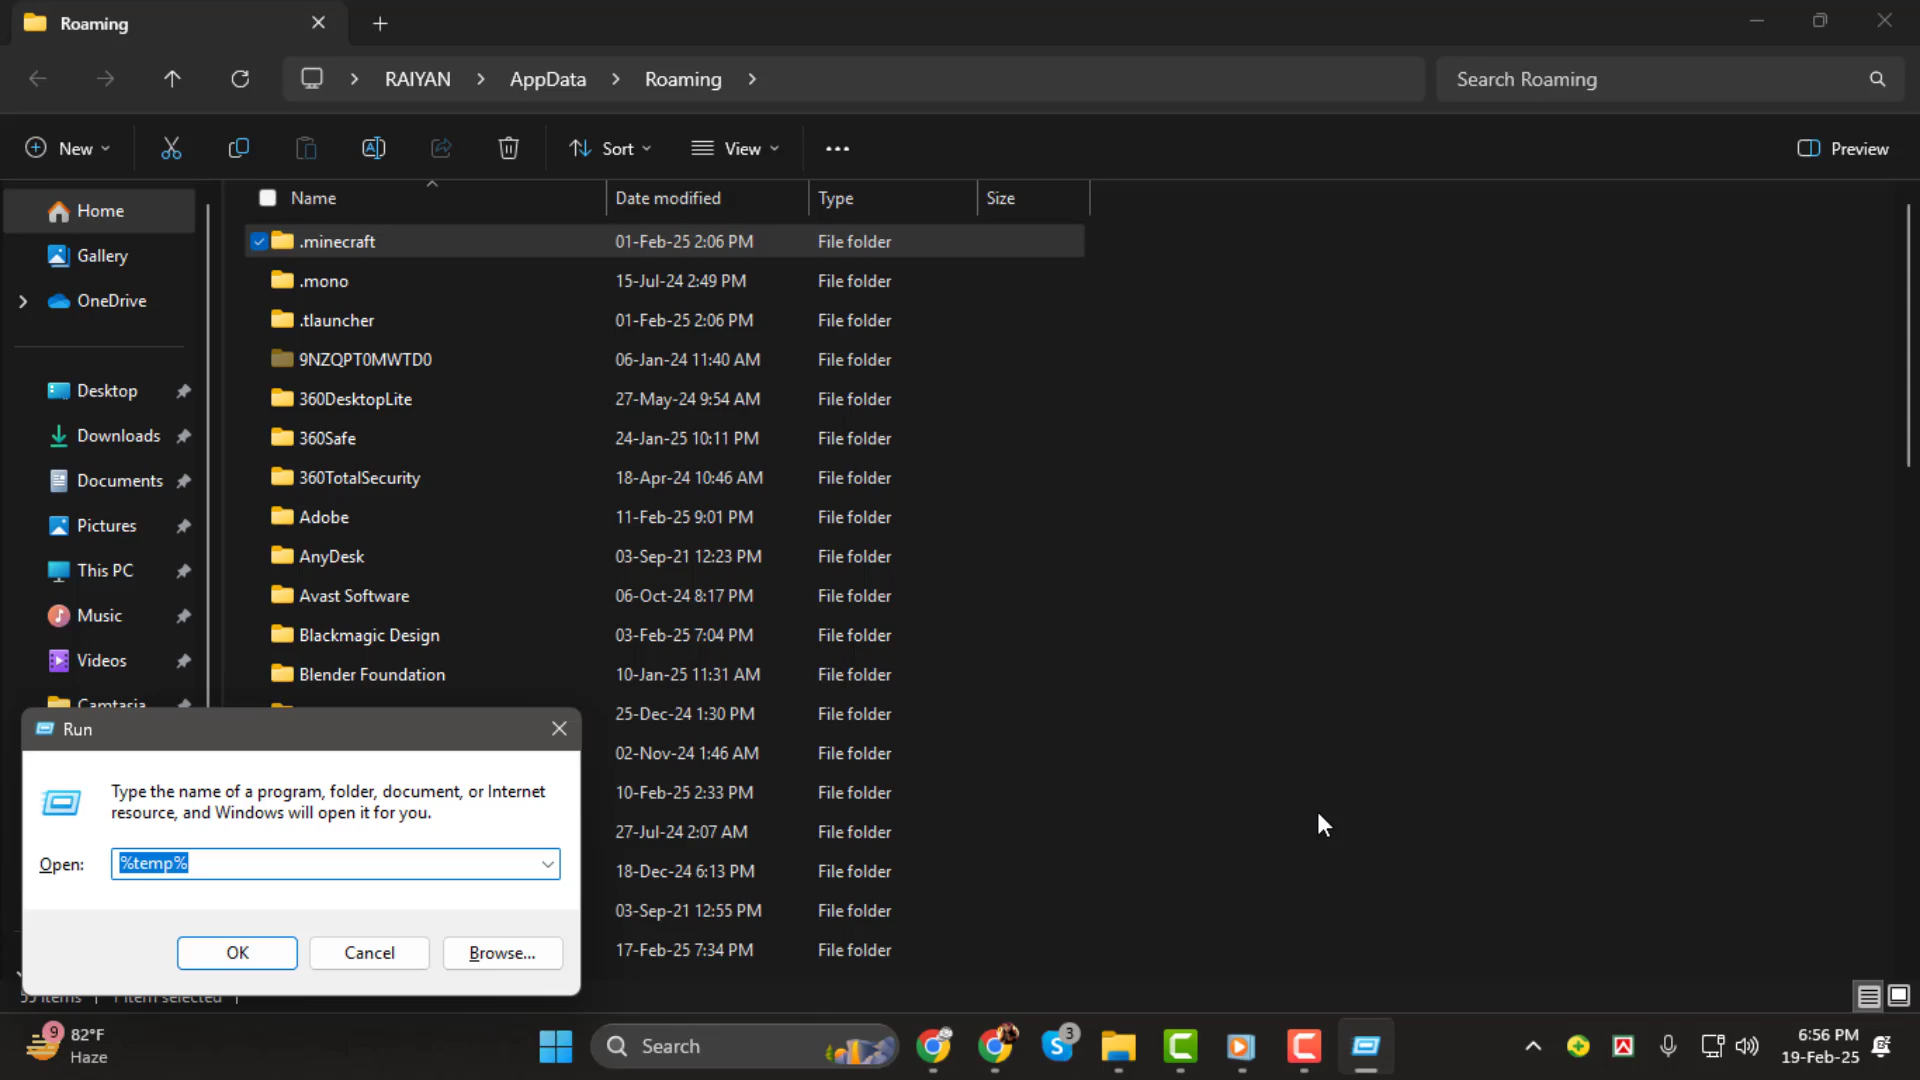 Roaming
RAIYAN AppData Roaming
Search Roaming
New
Sort
View
Preview
Name Date modified Type Size
Home
Gallery
OneDrive
Desktop
Downloads
Documents
Pictures
This PC
Music
Videos
Camtasia
.minecraft 01-Feb-25 2:06 PM File folder
.mono 15-Jul-24 2:49 PM File folder
.tlauncher 01-Feb-25 2:06 PM File folder
9NZQPT0MWTD0 06-Jan-24 11:40 AM File folder
360DesktopLite 27-May-24 9:54 AM File folder
360Safe 24-Jan-25 10:11 PM File folder
360TotalSecurity 18-Apr-24 10:46 AM File folder
Adobe 11-Feb-25 9:01 PM File folder
AnyDesk 03-Sep-21 12:23 PM File folder
Avast Software 06-Oct-24 8:17 PM File folder
Blackmagic Design 03-Feb-25 7:04 PM File folder
Blender Foundation 10-Jan-25 11:31 AM File folder
25-Dec-24 1:30 PM File folder
02-Nov-24 1:46 AM File folder
10-Feb-25 2:33 PM File folder
27-Jul-24 2:07 AM File folder
18-Dec-24 6:13 PM File folder
03-Sep-21 12:55 PM File folder
17-Feb-25 7:34 PM File folder
Run
Type the name of a program, folder, document, or Internet
resource, and Windows will open it for you.
Open: %temp%
OK Cancel Browse...
items 1 item selected
9
82°F
Haze
Search
3
6:56 PM
19-Feb-25